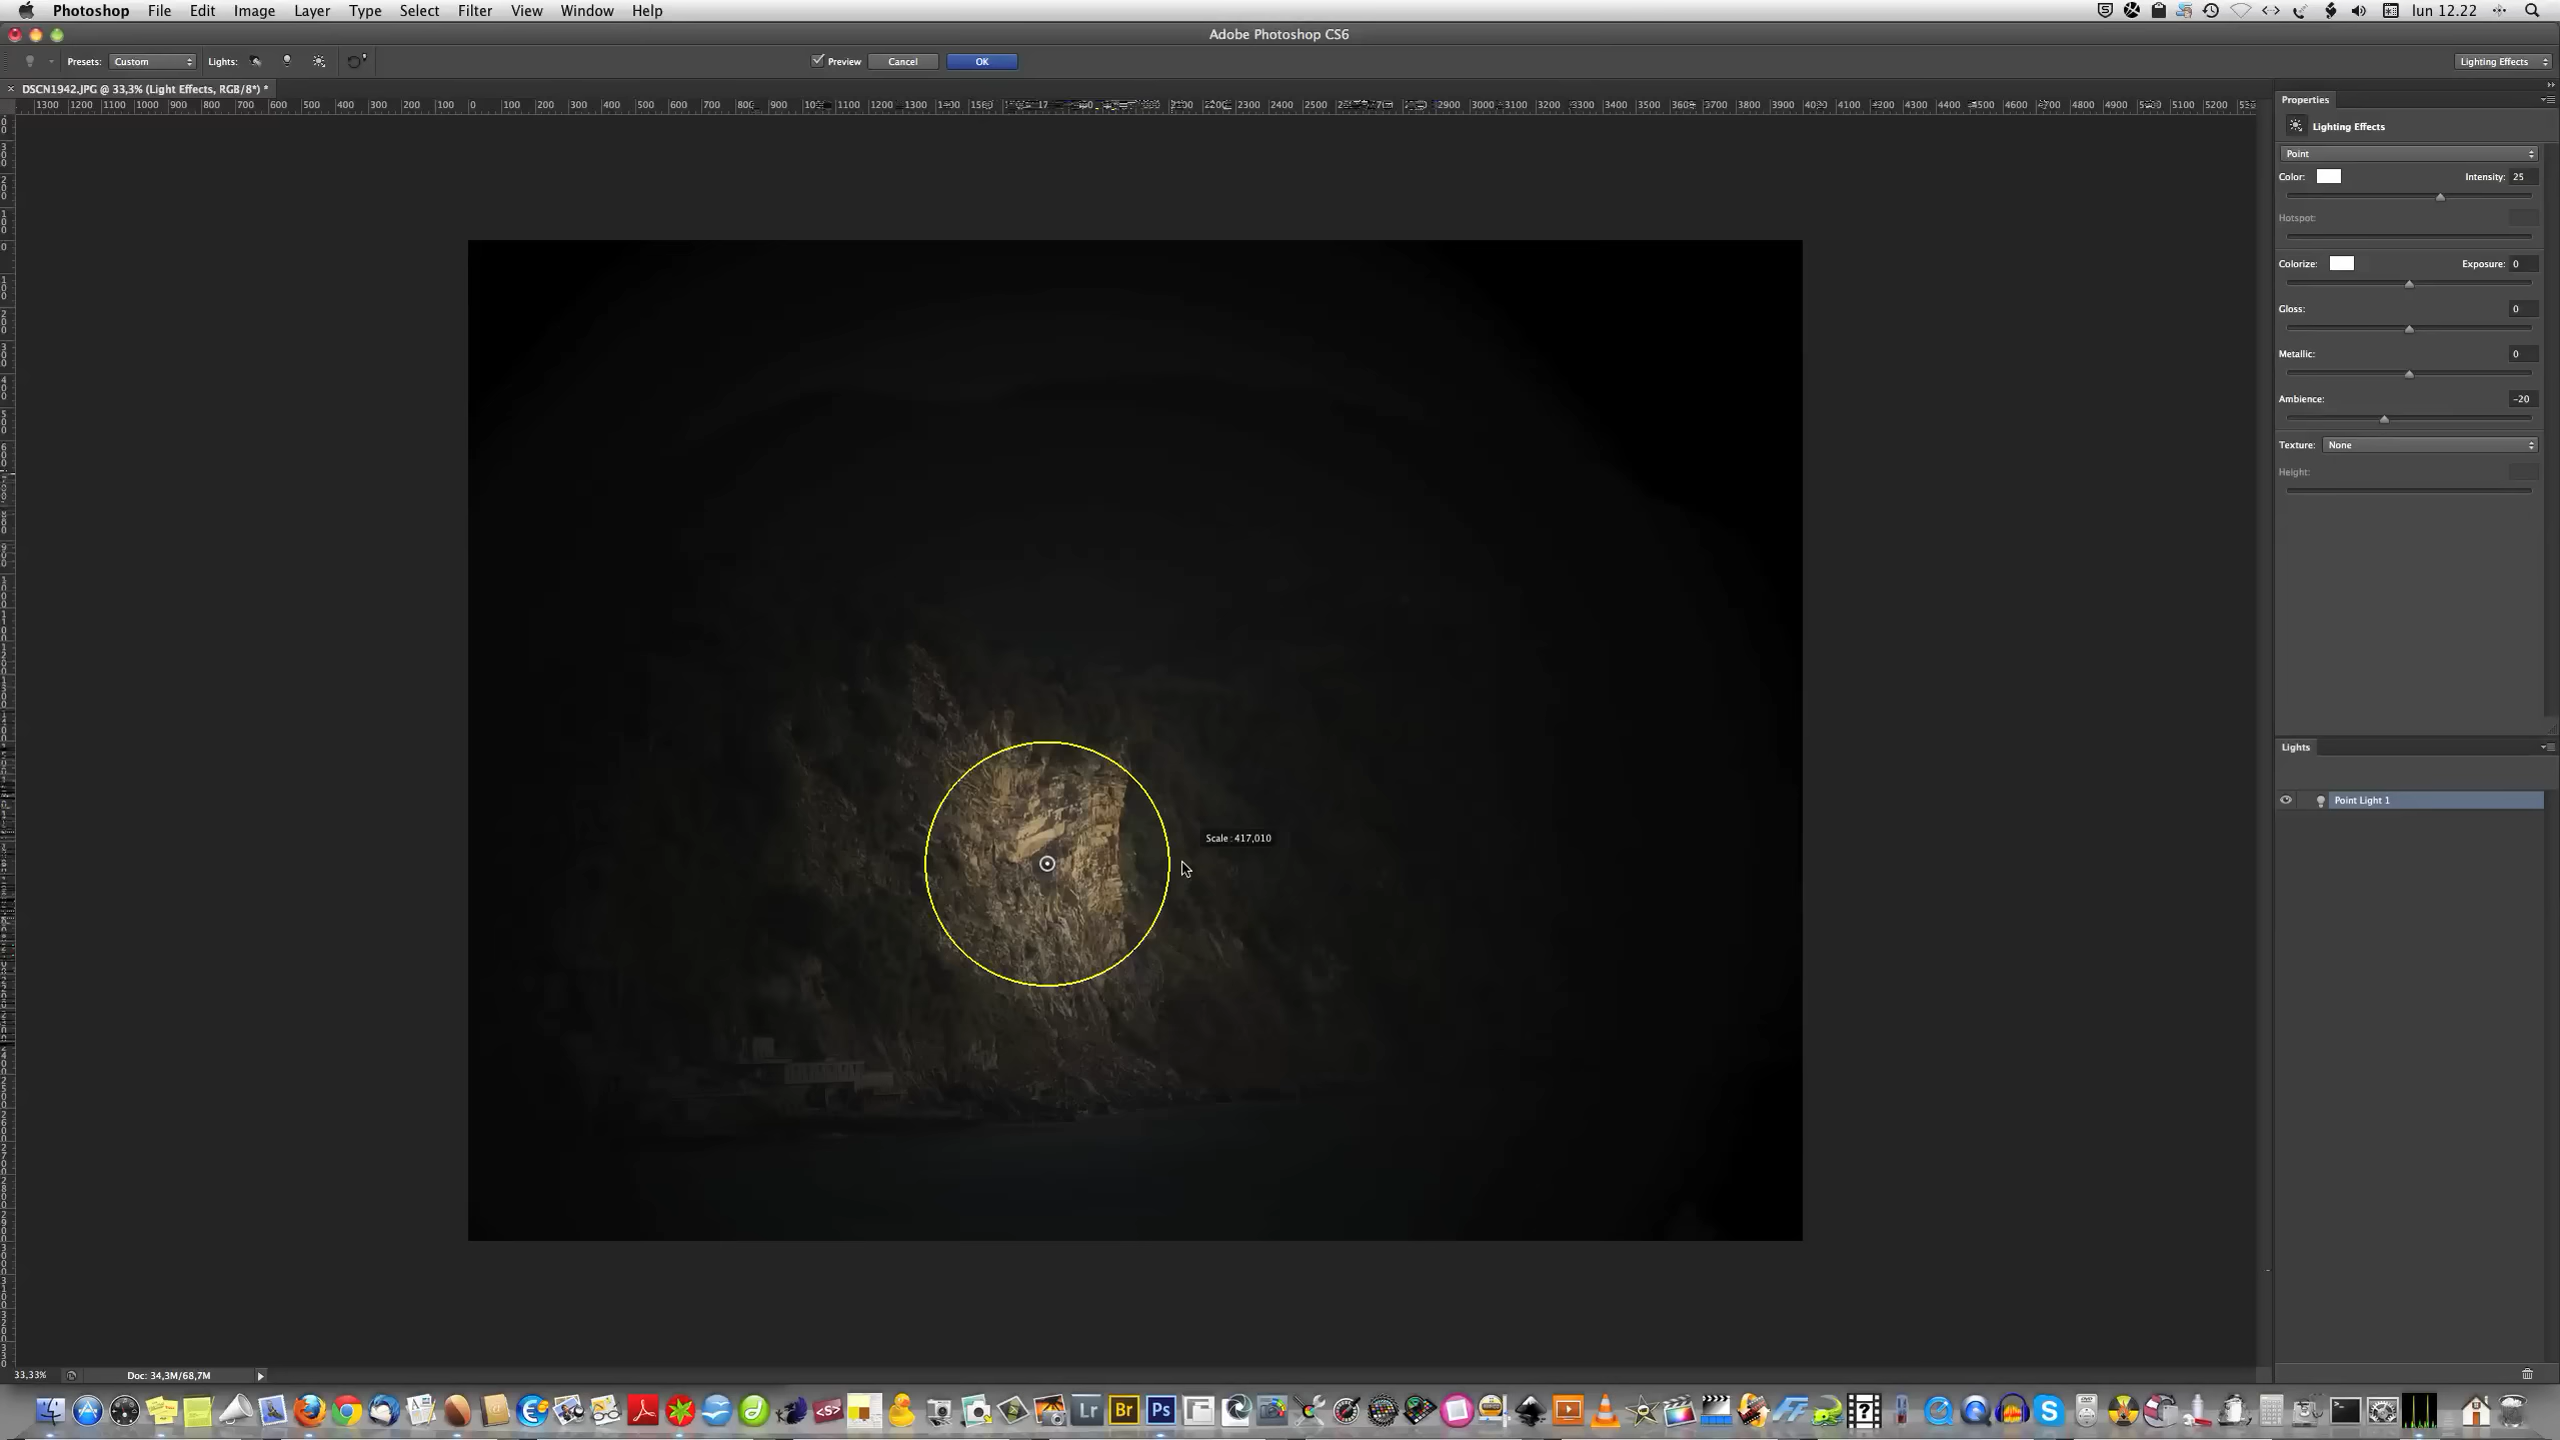 Photoshop File Edit Image Layer Type Select Filter View Window Help
lun 12.22
Adobe Photoshop CS6
Presets: Custom Lights: Preview Cancel OK Lighting Effects
DSCN1942.JPG @ 33,3% (Light Effects, RGB/8*) *
Properties
Lighting Effects
Point
Color: Intensity: 25
Hotspot:
Colorize: Exposure: 0
Gloss: 0
Metallic: 0
Ambience: -20
Texture: None
Height:
Lights
Point Light 1
Scale : 417,010
33,33% Doc: 34,3M/68,7M
Lr Br Ps